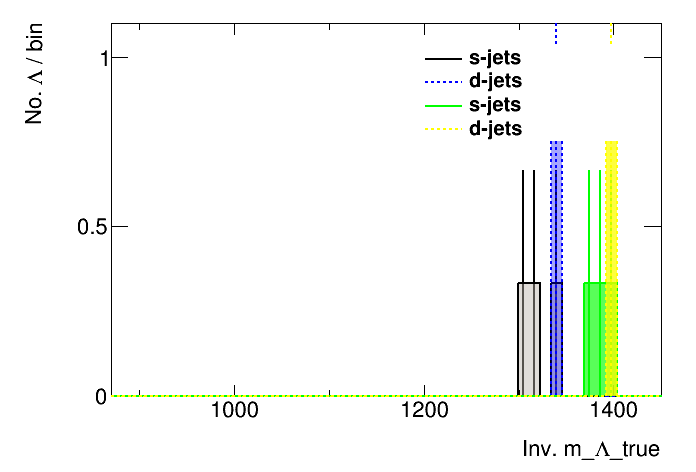 No. Λ / bin
1
0.5
0
s-jets
d-jets
s-jets
d-jets
1000 1200 1400
Inv. m_Λ_true